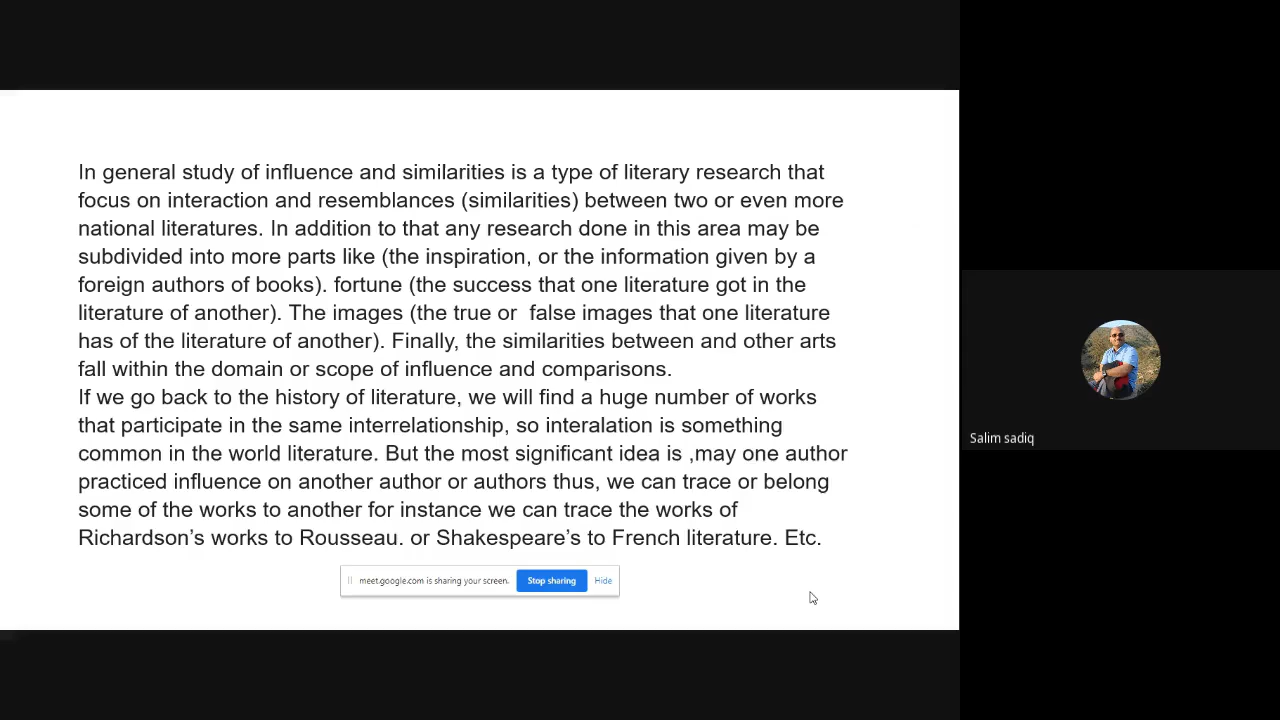 In general study of influence and similarities is a type of literary research that
focus on interaction and resemblances (similarities) between two or even more
national literatures. In addition to that any research done in this area may be
subdivided into more parts like (the inspiration, or the information given by a
foreign authors of books). fortune (the success that one literature got in the
literature of another). The images (the true or  false images that one literature
has of the literature of another). Finally, the similarities between and other arts
fall within the domain or scope of influence and comparisons.
If we go back to the history of literature, we will find a huge number of works
that participate in the same interrelationship, so interalation is something
common in the world literature. But the most significant idea is ,may one author
practiced influence on another author or authors thus, we can trace or belong
some of the works to another for instance we can trace the works of
Richardson’s works to Rousseau. or Shakespeare’s to French literature. Etc.
meet.google.com is sharing your screen. Stop sharing Hide
Salim sadiq